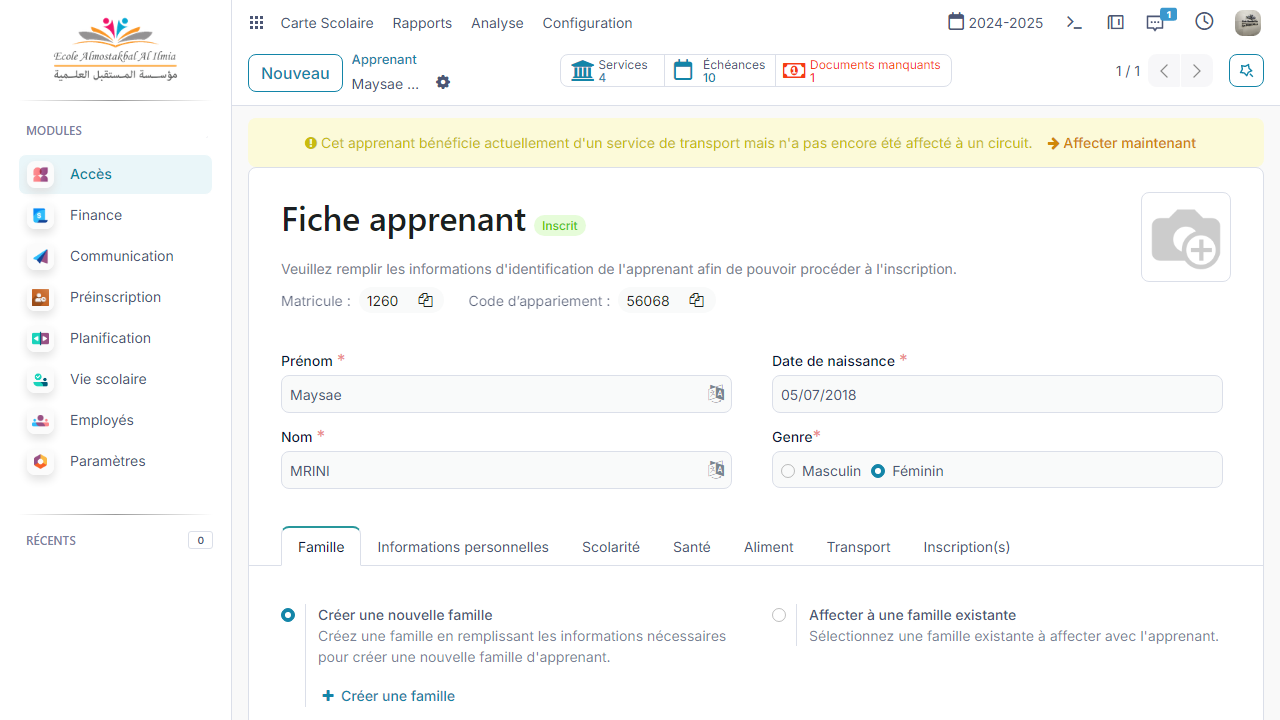 Ecole Almostakbal Al Ilmia
مؤسـسـة المـستقبل العلـمـية
MODULES
Accès
Finance
Communication
Préinscription
Planification
Vie scolaire
Employés
Paramètres
RÉCENTS 0
Carte Scolaire Rapports Analyse Configuration 2024-2025 1
Nouveau
Apprenant
Maysae ...
Services
4
Échéances
10
Documents manquants
1
1 / 1
Cet apprenant bénéficie actuellement d'un service de transport mais n'a pas encore été affecté à un circuit. Affecter maintenant
Fiche apprenant Inscrit
Veuillez remplir les informations d'identification de l'apprenant afin de pouvoir procéder à l'inscription.
Matricule : 1260 Code d'appariement : 56068
Prénom * Date de naissance *
Maysae 05/07/2018
Nom * Genre*
MRINI Masculin Féminin
Famille Informations personnelles Scolarité Santé Aliment Transport Inscription(s)
Créer une nouvelle famille
Créez une famille en remplissant les informations nécessaires
pour créer une nouvelle famille d'apprenant.
Créer une famille
Affecter à une famille existante
Sélectionnez une famille existante à affecter avec l'apprenant.